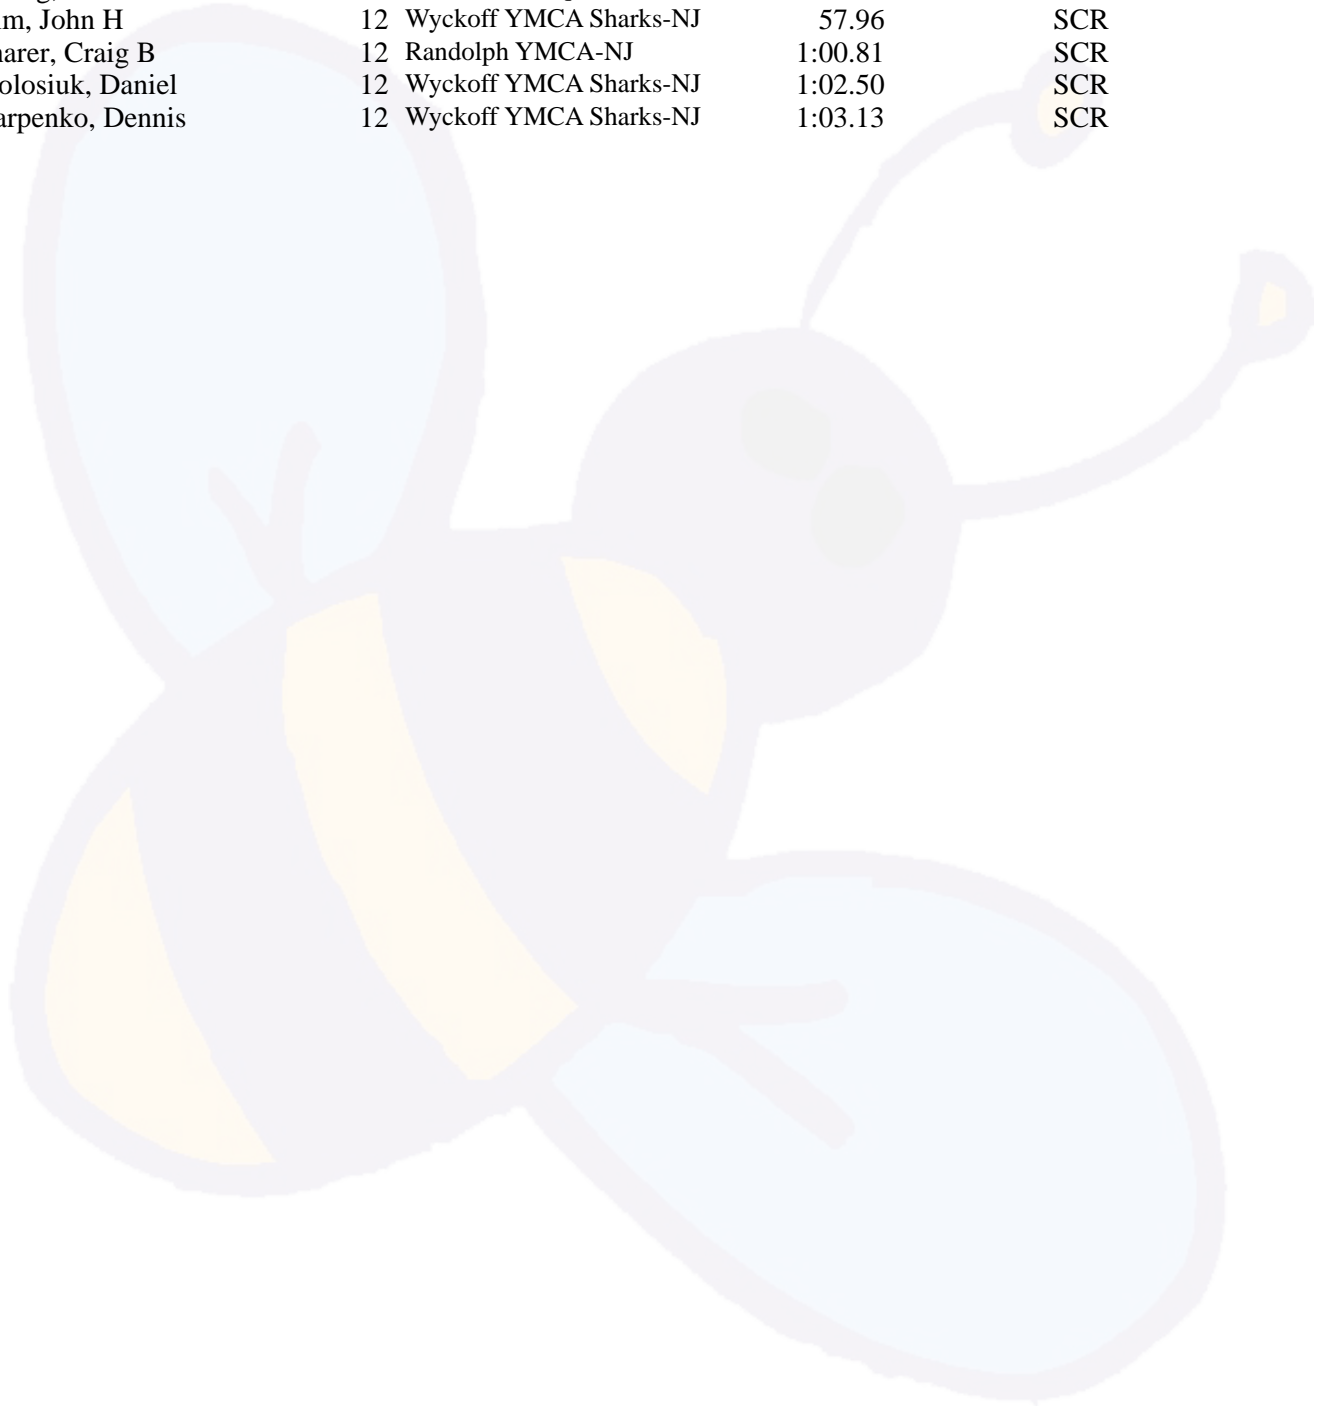 im, John H 12 Wyckoff YMCA Sharks-NJ 57.96 SCR
arer, Craig B 12 Randolph YMCA-NJ 1:00.81 SCR
olosiuk, Daniel 12 Wyckoff YMCA Sharks-NJ 1:02.50 SCR
arpenko, Dennis 12 Wyckoff YMCA Sharks-NJ 1:03.13 SCR